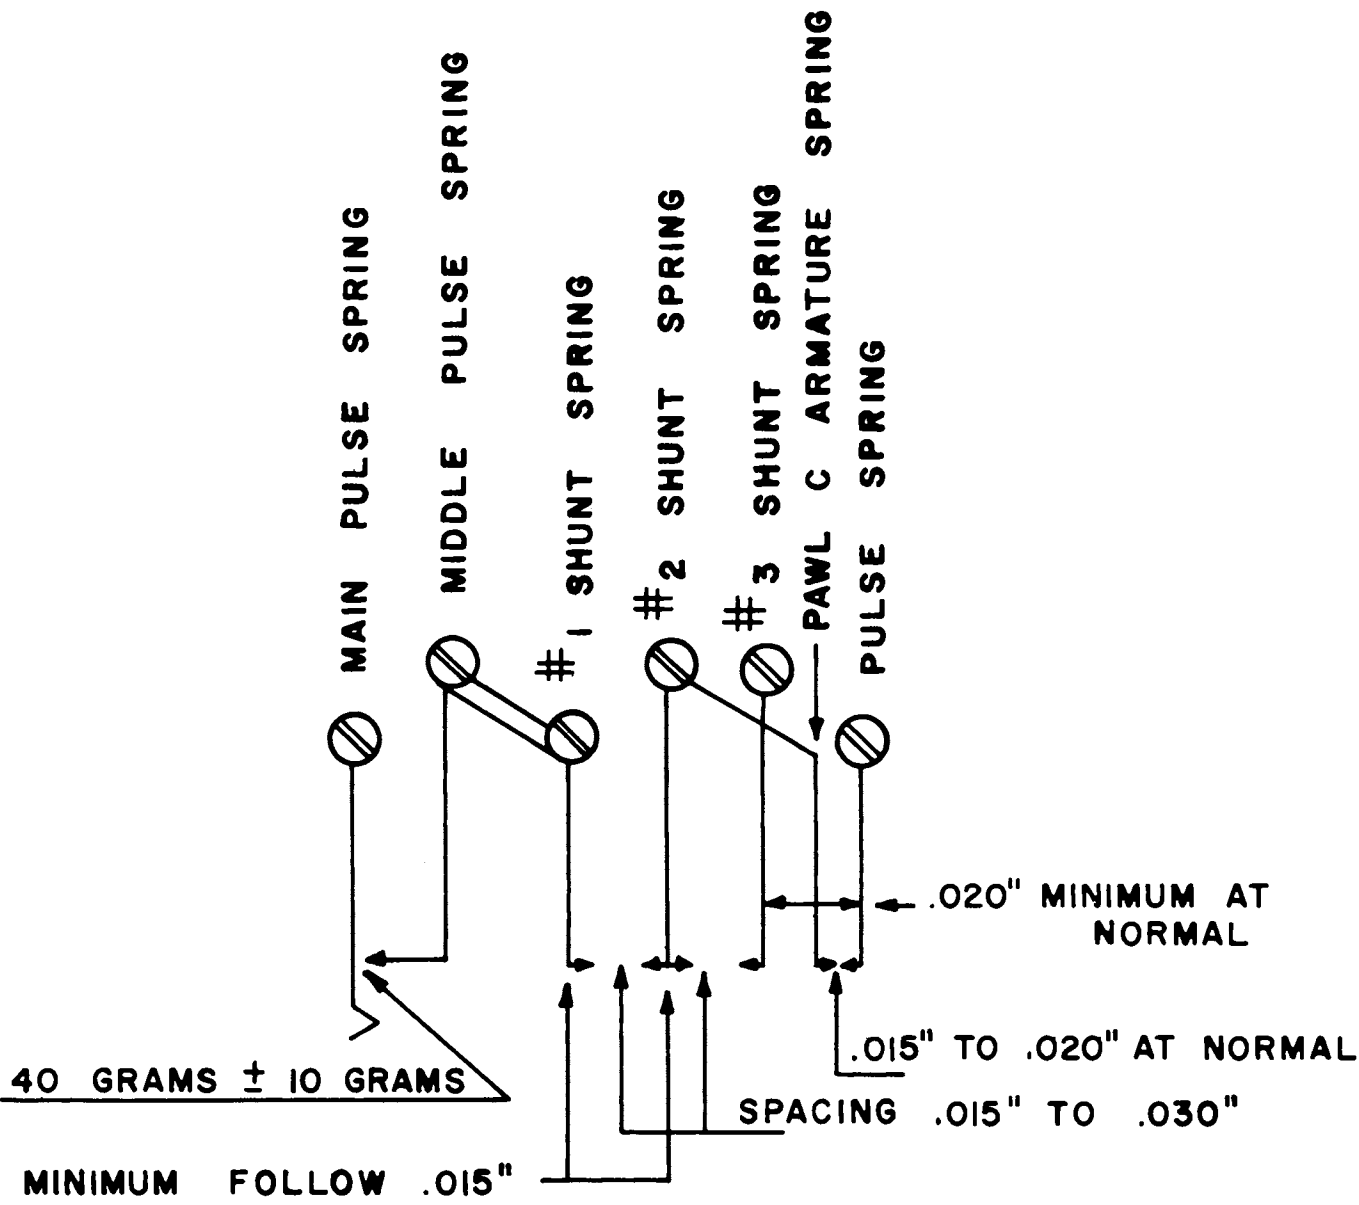 MAIN PULSE SPRING
MIDDLE PULSE SPRING
#1 SHUNT SPRING
#2 SHUNT SPRING
#3 SHUNT SPRING
PAWL C ARMATURE SPRING
PULSE SPRING
.020" MINIMUM AT
NORMAL
.015" TO .020" AT NORMAL
40 GRAMS ± 10 GRAMS
SPACING .015" TO .030"
MINIMUM FOLLOW .015"